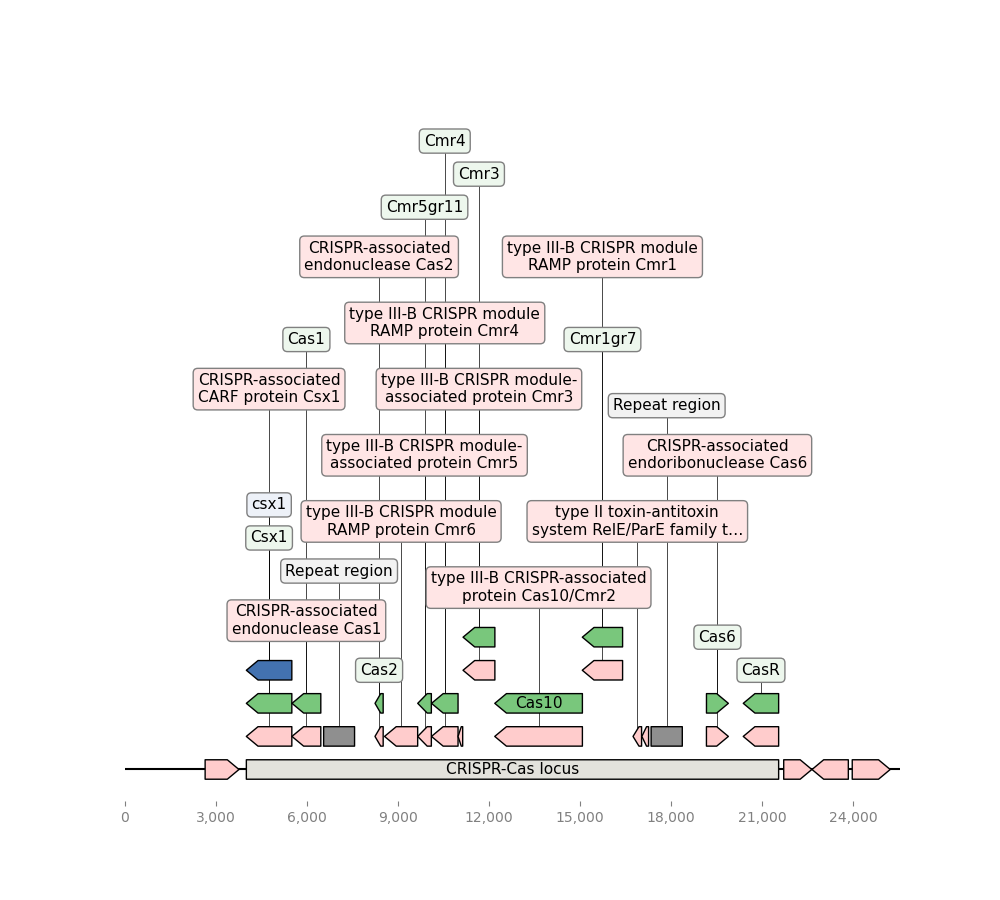 Cmr4
Cmr3
Cmr5gr11
CRISPR-associated
endonuclease Cas2
type III-B CRISPR module
RAMP protein Cmr1
type III-B CRISPR module
RAMP protein Cmr4
Cas1
Cmr1gr7
CRISPR-associated
CARF protein Csx1
type III-B CRISPR module-
associated protein Cmr3
Repeat region
type III-B CRISPR module-
associated protein Cmr5
CRISPR-associated
endoribonuclease Cas6
csx1
type III-B CRISPR module
RAMP protein Cmr6
type II toxin-antitoxin
system RelE/ParE family t...
Csx1
Repeat region
type III-B CRISPR-associated
protein Cas10/Cmr2
CRISPR-associated
endonuclease Cas1
Cas6
Cas2
CasR
Cas10
CRISPR-Cas locus
0 3,000 6,000 9,000 12,000 15,000 18,000 21,000 24,000